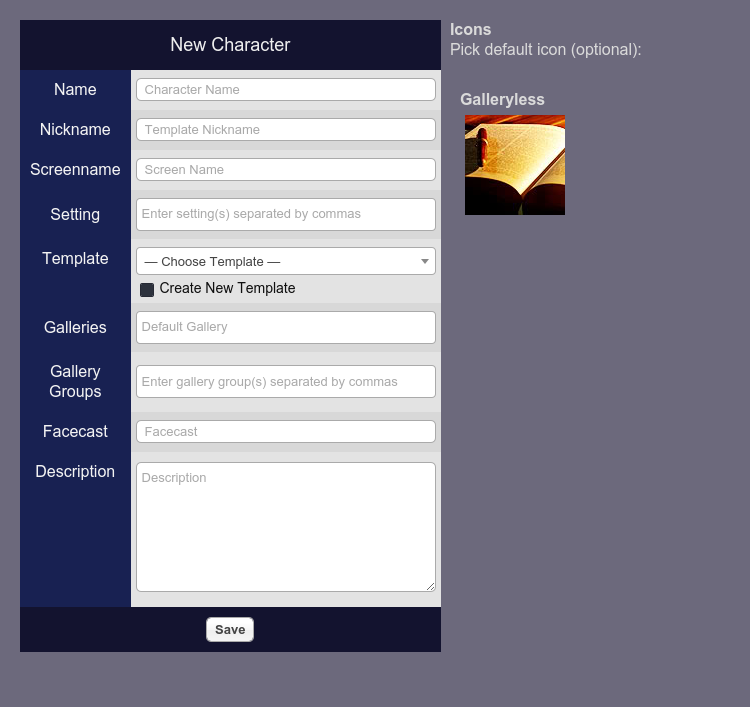 New Character
Name
Character Name
Nickname
Template Nickname
Screenname
Screen Name
Setting
Enter setting(s) separated by commas
Template
— Choose Template —
Create New Template
Galleries
Default Gallery
Gallery
Groups
Enter gallery group(s) separated by commas
Facecast
Facecast
Description
Description
Save
Icons
Pick default icon (optional):
Galleryless